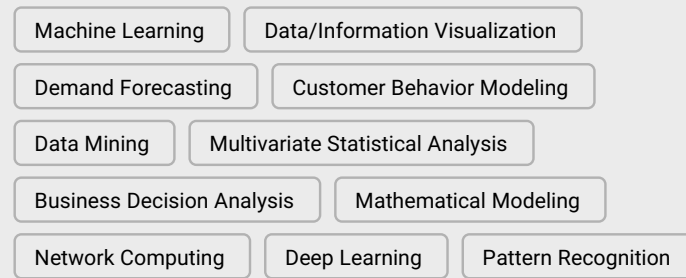 Machine Learning Data/Information Visualization
Demand Forecasting Customer Behavior Modeling
Data Mining Multivariate Statistical Analysis
Business Decision Analysis Mathematical Modeling
Network Computing Deep Learning Pattern Recognition